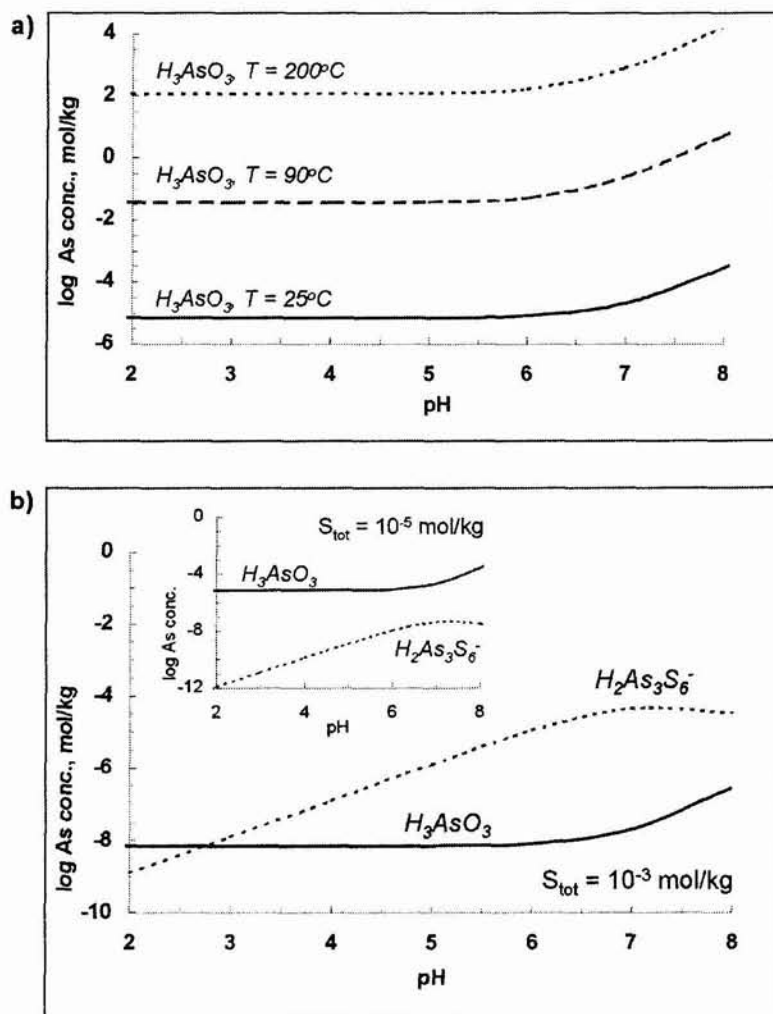 a)
log As conc., mol/kg
4
2
0
-2
-4
-6
H₃AsO₃, T = 200°C
H₃AsO₃, T = 90°C
H₃AsO₃, T = 25°C
2 3 4 5 6 7 8
pH
b)
log As conc., mol/kg
0
-2
-4
-6
-8
-10
log As conc.
0
-4
-8
-12
S_tot = 10⁻⁵ mol/kg
H₃AsO₃
H₂As₃S₆⁻
2 4 6 8
pH
H₂As₃S₆⁻
H₃AsO₃
S_tot = 10⁻³ mol/kg
2 3 4 5 6 7 8
pH